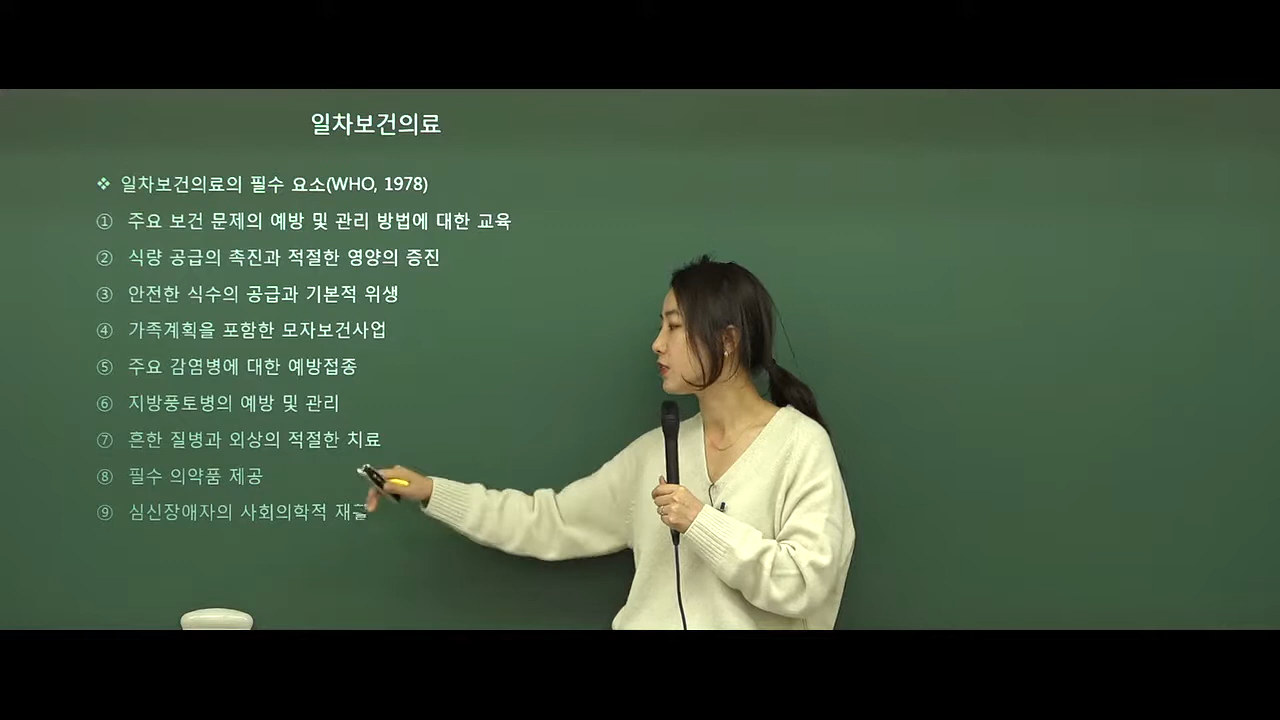 일차보건의료
❖ 일차보건의료의 필수 요소(WHO, 1978)
① 주요 보건 문제의 예방 및 관리 방법에 대한 교육
② 식량 공급의 촉진과 적절한 영양의 증진
③ 안전한 식수의 공급과 기본적 위생
④ 가족계획을 포함한 모자보건사업
⑤ 주요 감염병에 대한 예방접종
⑥ 지방풍토병의 예방 및 관리
⑦ 흔한 질병과 외상의 적절한 치료
⑧ 필수 의약품 제공
⑨ 심신장애자의 사회의학적 재활